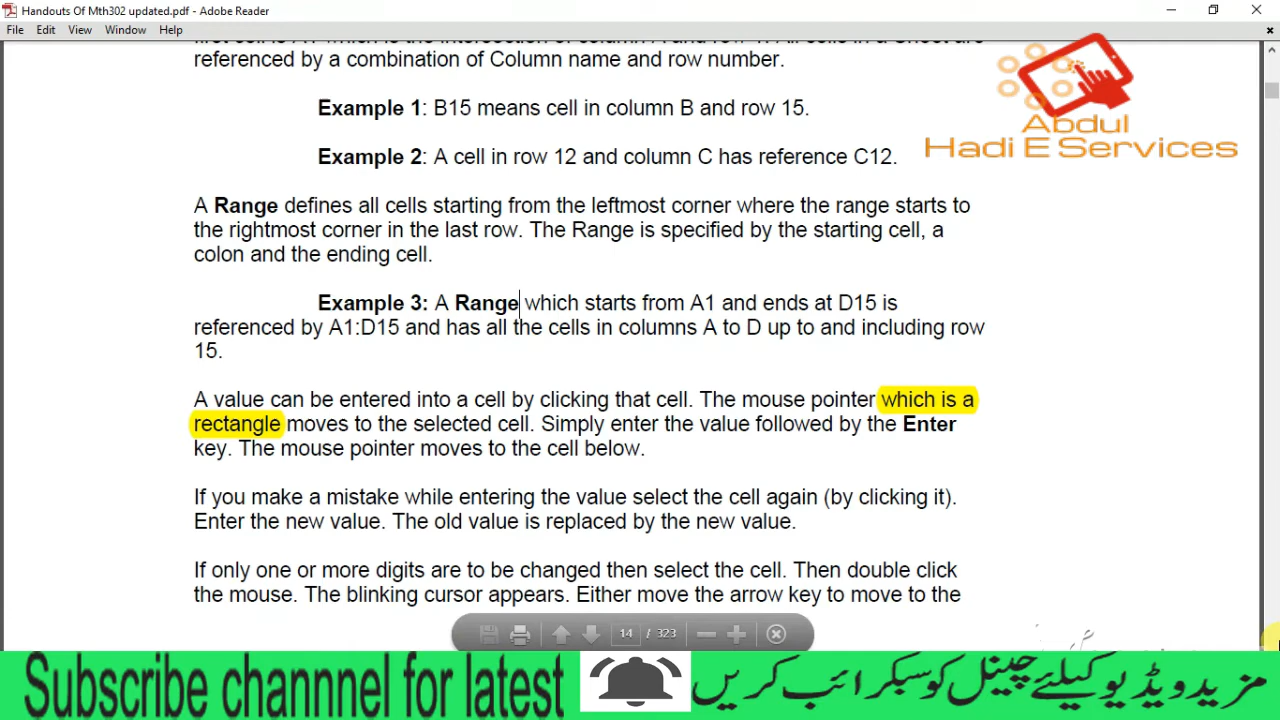 Handouts Of Mth302 updated.pdf - Adobe Reader
File Edit View Window Help
referenced by a combination of Column name and row number.
Example 1: B15 means cell in column B and row 15.
Example 2: A cell in row 12 and column C has reference C12.
A Range defines all cells starting from the leftmost corner where the range starts to
the rightmost corner in the last row. The Range is specified by the starting cell, a
colon and the ending cell.
Example 3: A Range which starts from A1 and ends at D15 is
referenced by A1:D15 and has all the cells in columns A to D up to and including row
15.
A value can be entered into a cell by clicking that cell. The mouse pointer which is a
rectangle moves to the selected cell. Simply enter the value followed by the Enter
key. The mouse pointer moves to the cell below.
If you make a mistake while entering the value select the cell again (by clicking it).
Enter the new value. The old value is replaced by the new value.
If only one or more digits are to be changed then select the cell. Then double click
the mouse. The blinking cursor appears. Either move the arrow key to move to the
Abdul
Hadi E Services
14 / 323
Subscribe channnel for latest
مزید ویڈیو کیلئے چینل کو سبکرائب کریں